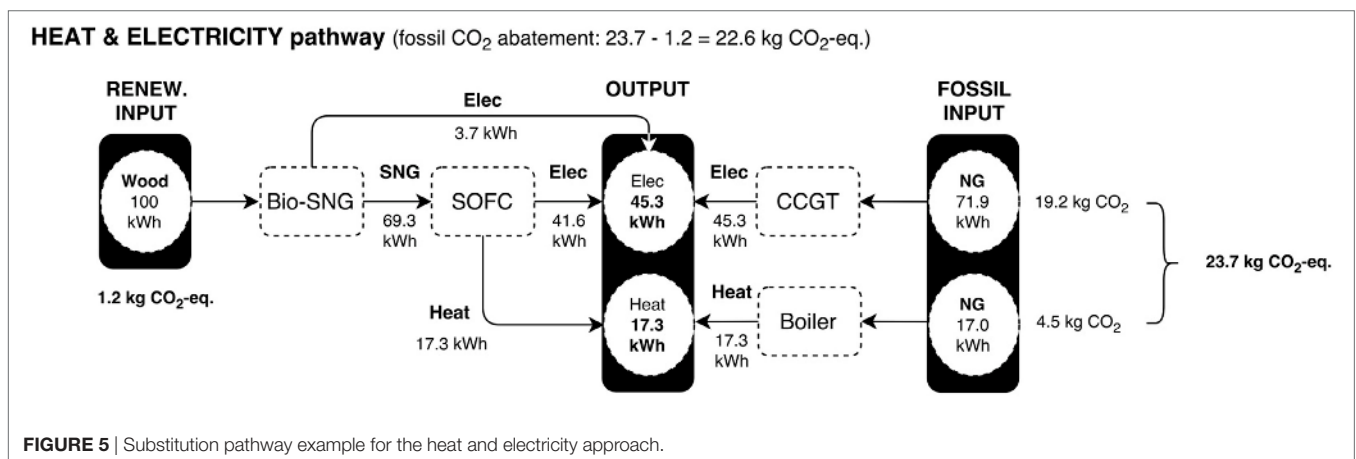 HEAT & ELECTRICITY pathway (fossil CO₂ abatement: 23.7 - 1.2 = 22.6 kg CO₂-eq.)
RENEW.
INPUT
OUTPUT
FOSSIL
INPUT
Elec
3.7 kWh
Wood
100
kWh
1.2 kg CO₂-eq.
Bio-SNG
SNG
69.3
kWh
SOFC
Elec
41.6
kWh
Heat
17.3 kWh
Elec
45.3
kWh
Heat
17.3
kWh
Elec
45.3
kWh
CCGT
Heat
17.3
kWh
Boiler
NG
71.9
kWh
NG
17.0
kWh
19.2 kg CO₂
4.5 kg CO₂
23.7 kg CO₂-eq.
FIGURE 5 | Substitution pathway example for the heat and electricity approach.